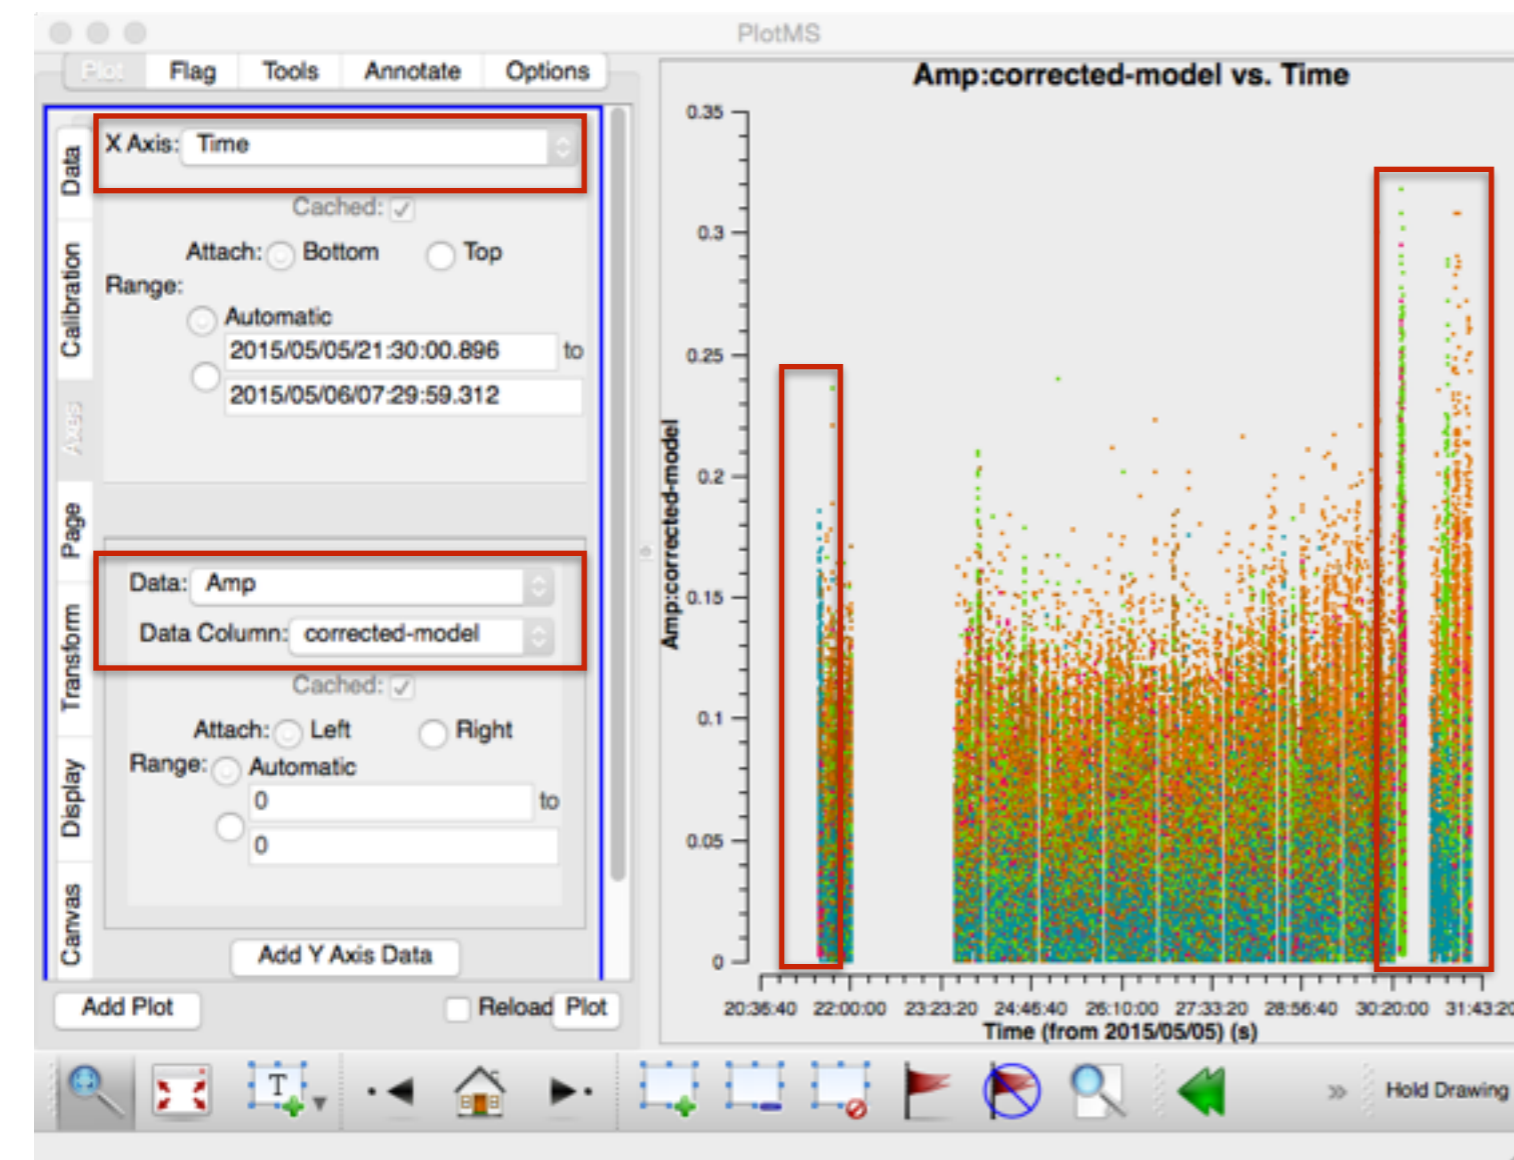 PlotMS
Plot Flag Tools Annotate Options
X Axis: Time
Cached:
Attach: Bottom Top
Range:
Automatic
2015/05/05/21:30:00.896 to
2015/05/06/07:29:59.312
Data: Amp
Data Column: corrected-model
Cached:
Attach: Left Right
Range: Automatic
0 to
0
Add Y Axis Data
Data
Calibration
Axes
Page
Transform
Display
Canvas
Add Plot Reload Plot
Amp:corrected-model vs. Time
Amp:corrected-model
0.35
0.3
0.25
0.2
0.15
0.1
0.05
0
20:36:40 22:00:00 23:23:20 24:46:40 26:10:00 27:33:20 28:56:40 30:20:00 31:43:20
Time (from 2015/05/05) (s)
T
» Hold Drawing